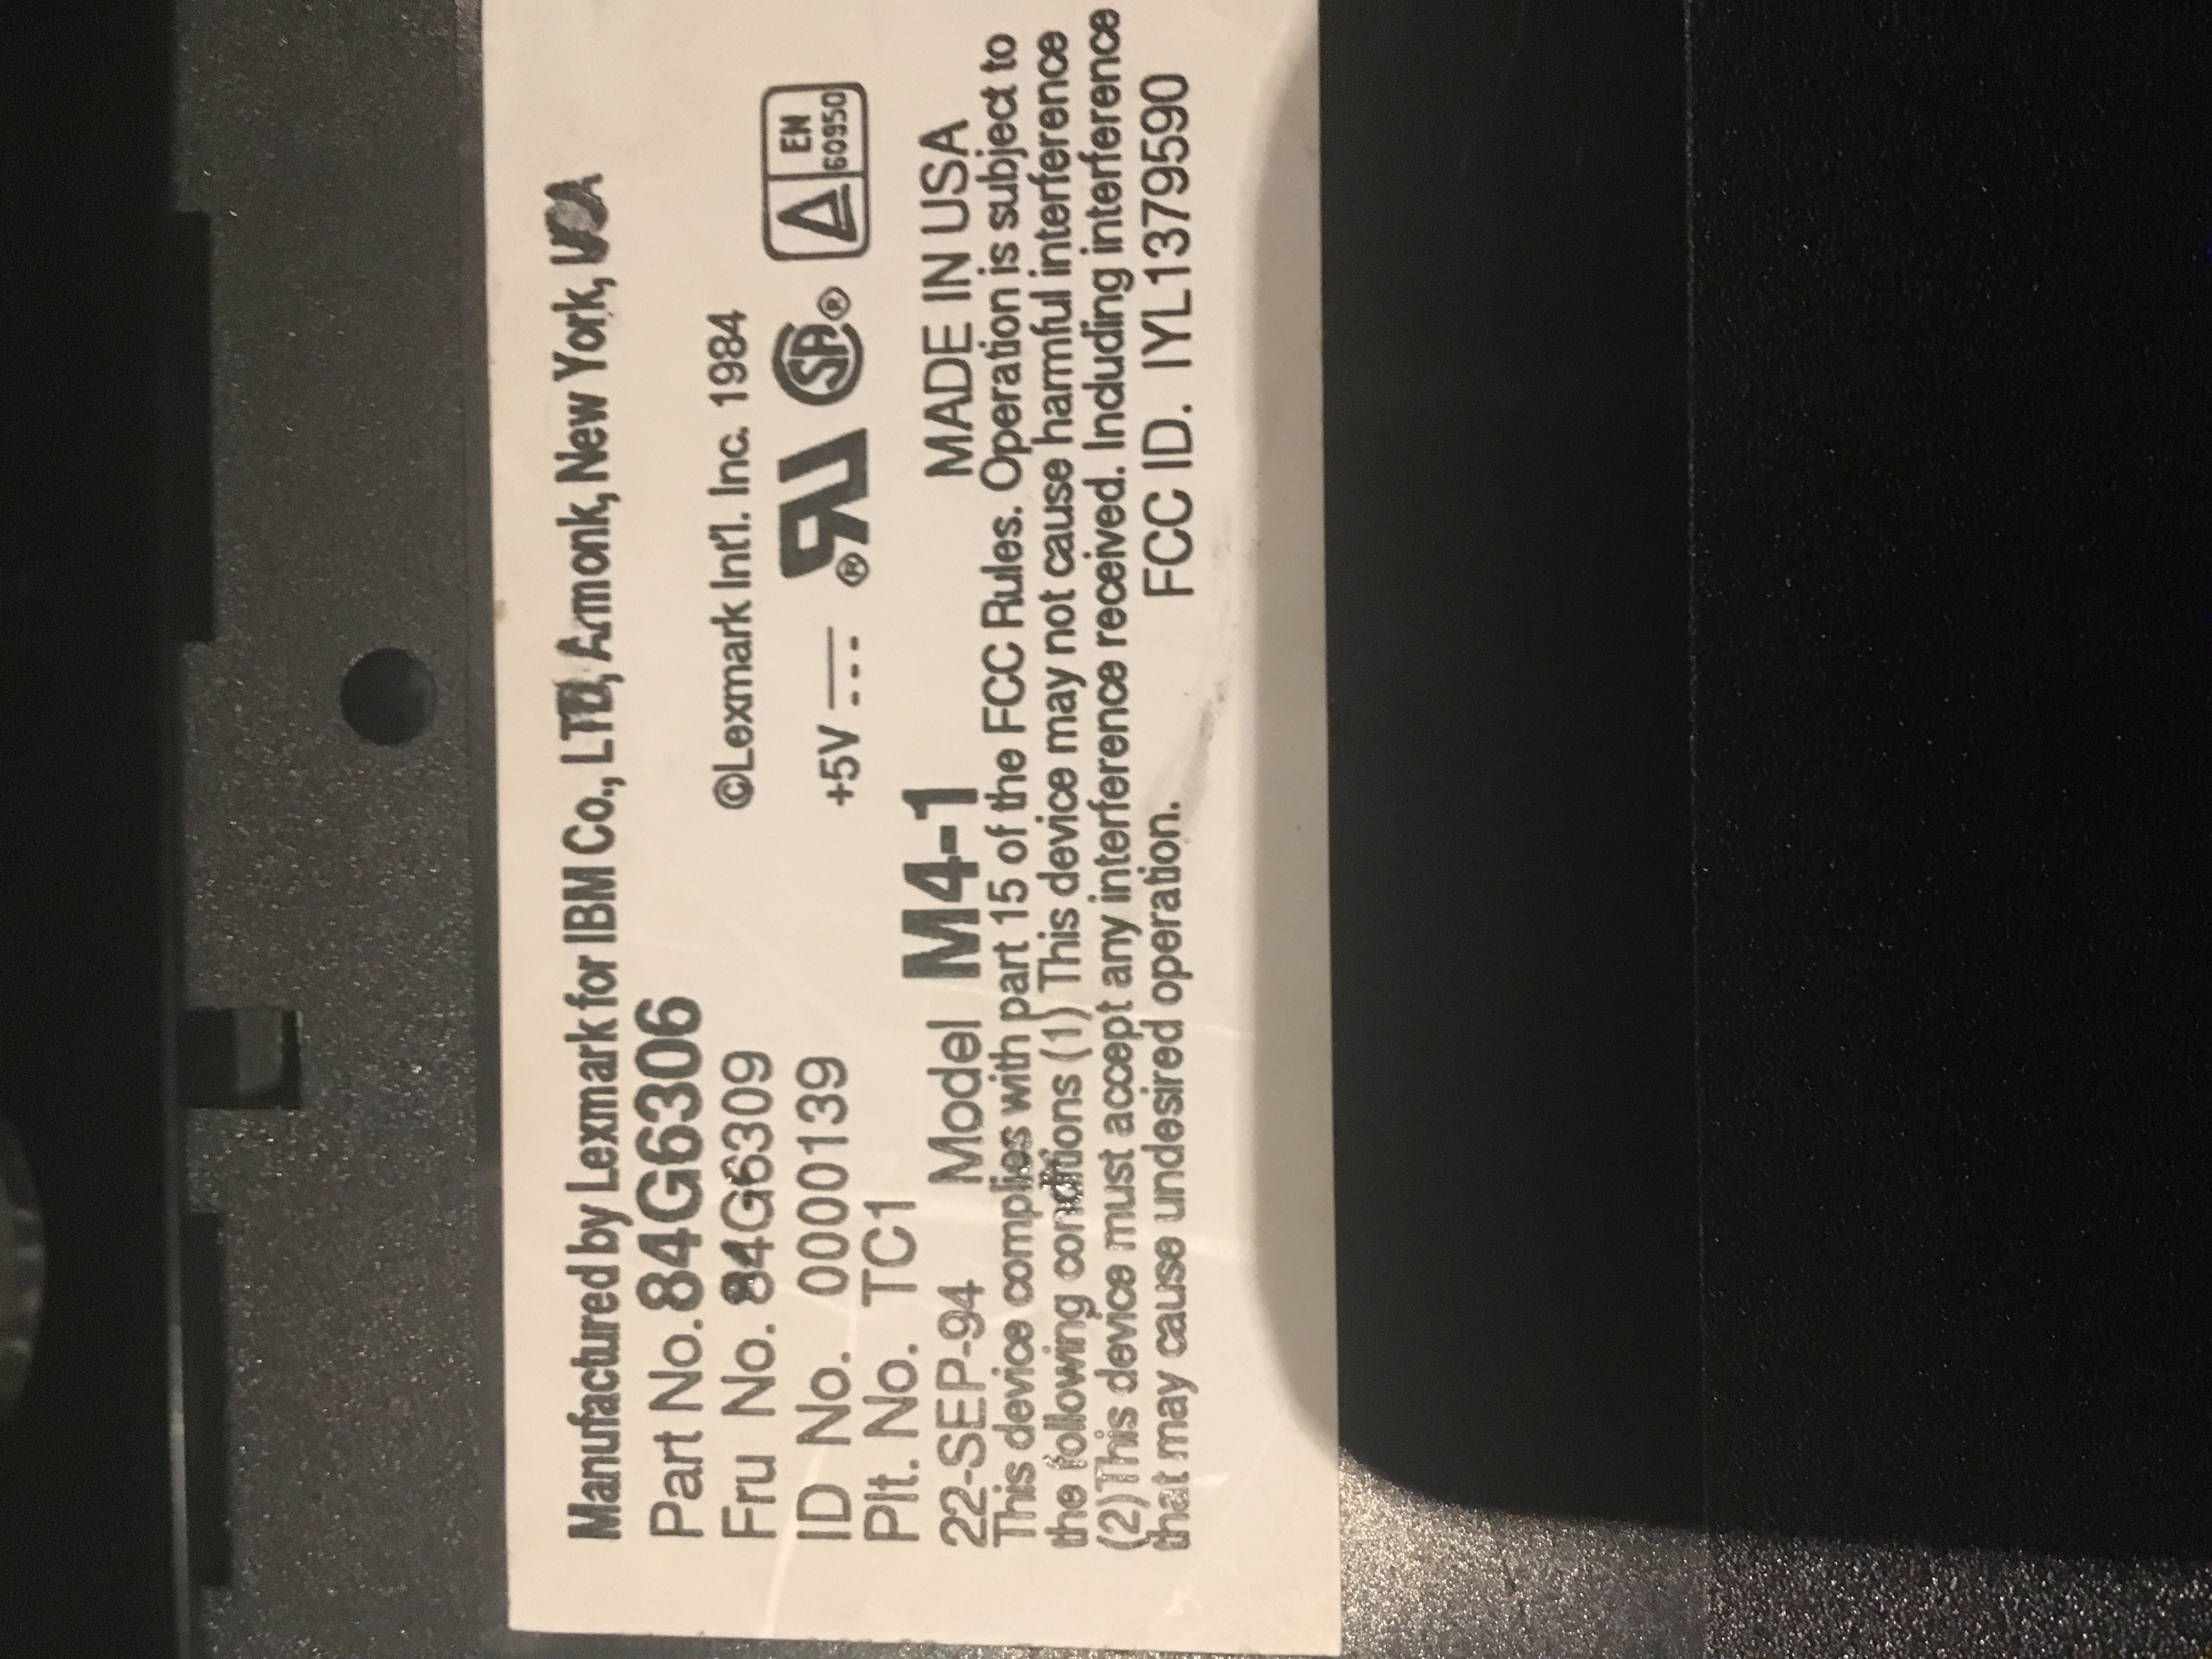 Manufactured by Lexmark for IBM Co., LTD, Armonk, New York, USA
Part No. 84G6306
Fru No. 84G6309
©Lexmark Int'l. Inc. 1984
ID No. 0000139
+5V ® RU SA® EN 60950
Plt. No. TC1
22-SEP-94 Model M4-1 MADE IN USA
This device complies with part 15 of the FCC Rules. Operation is subject to
the following conditions (1) This device may not cause harmful interference
(2)This device must accept any interference received. Including interference
that may cause undesired operation.
FCC ID. IYL1379590